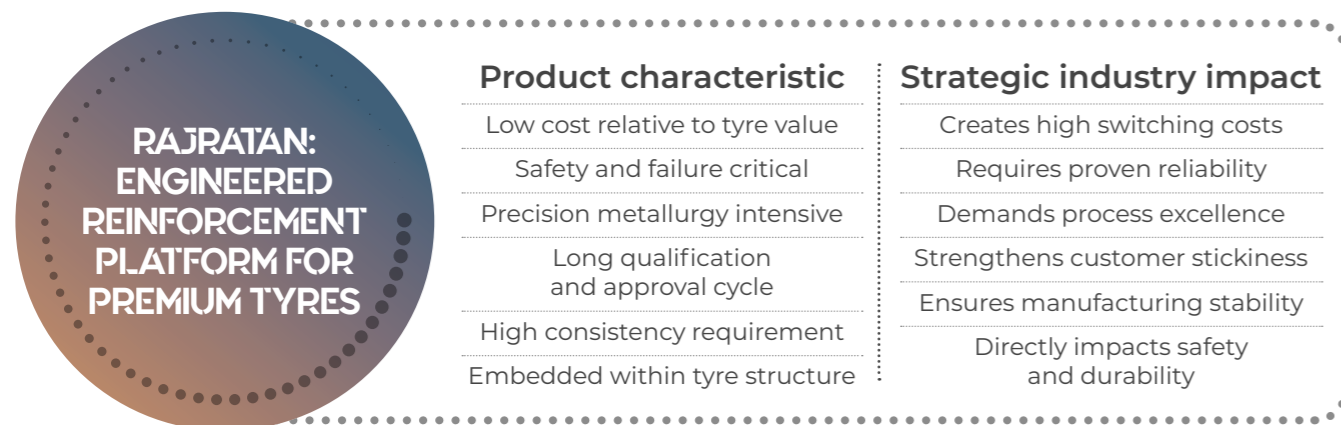 RAJRATAN:
ENGINEERED
REINFORCEMENT
PLATFORM FOR
PREMIUM TYRES
Product characteristic
Low cost relative to tyre value
Safety and failure critical
Precision metallurgy intensive
Long qualification
and approval cycle
High consistency requirement
Embedded within tyre structure
Strategic industry impact
Creates high switching costs
Requires proven reliability
Demands process excellence
Strengthens customer stickiness
Ensures manufacturing stability
Directly impacts safety
and durability